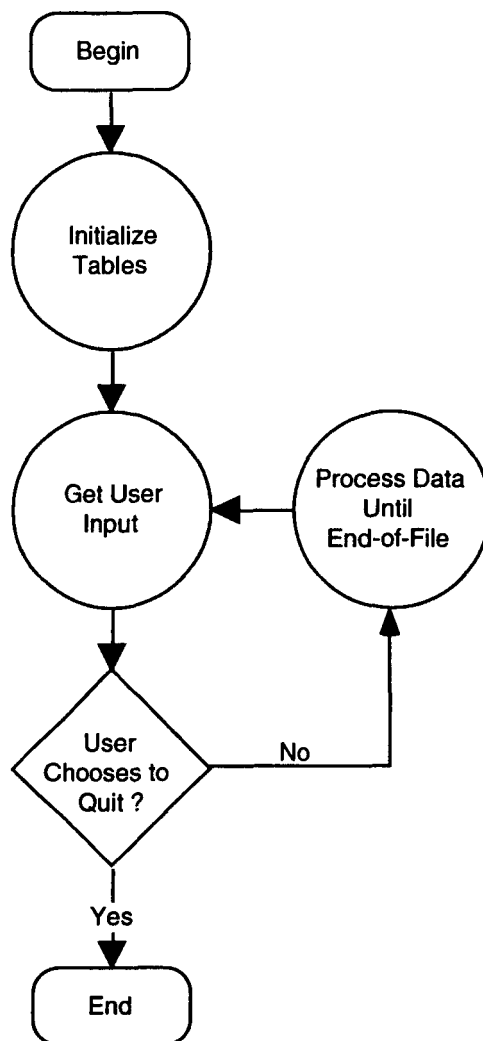 Begin
Initialize
Tables
Get User
Input
Process Data
Until
End-of-File
User
Chooses to
Quit ?
No
Yes
End